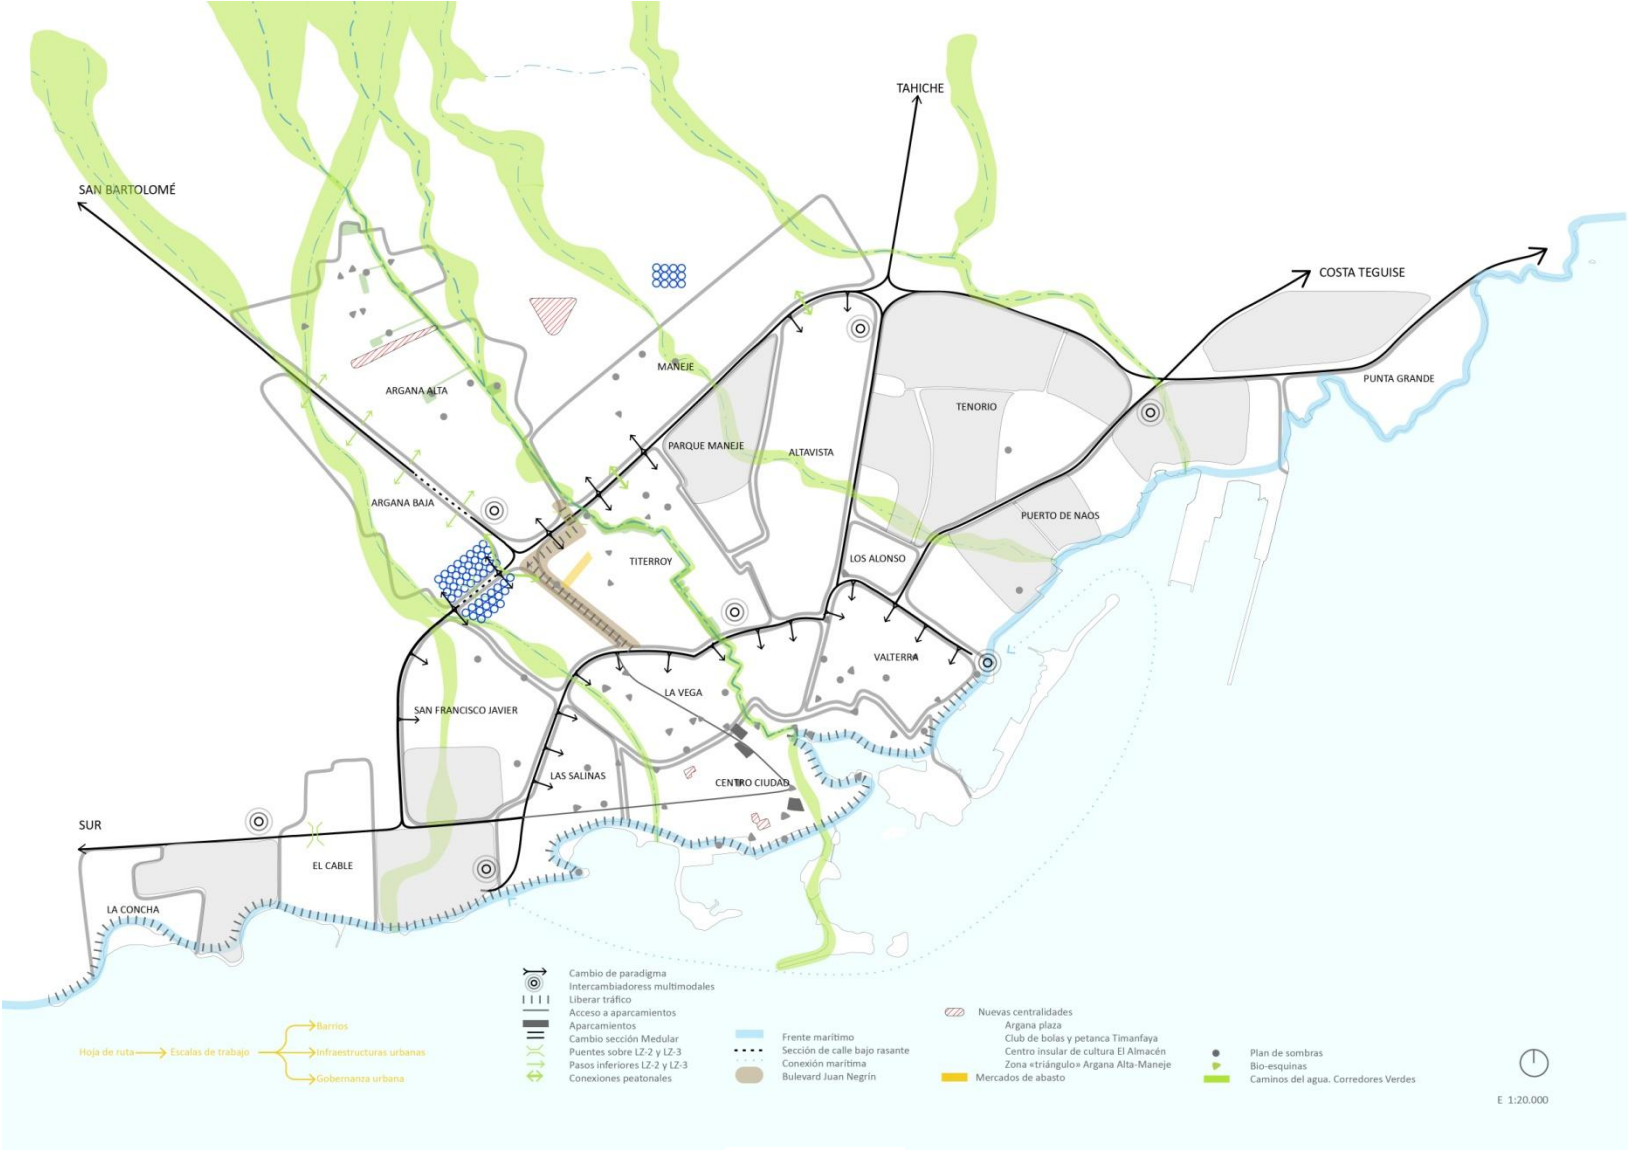 TAHICHE
SAN BARTOLOMÉ
COSTA TEGUISE
MANEJE
PUNTA GRANDE
ARGANA ALTA
TENORIO
PARQUE MANEJE
ALTAVISTA
ARGANA BAJA
PUERTO DE NAOS
TITERROY
LOS ALONSO
VALTERRA
LA VEGA
SAN FRANCISCO JAVIER
LAS SALINAS
CENTRO CIUDAD
SUR
EL CABLE
LA CONCHA
Hoja de ruta
Escalas de trabajo
Barrios
Infraestructuras urbanas
Gobernanza urbana
Cambio de paradigma
Intercambiadoress multimodales
Liberar tráfico
Acceso a aparcamientos
Aparcamientos
Cambio sección Medular
Puentes sobre LZ-2 y LZ-3
Pasos inferiores LZ-2 y LZ-3
Conexiones peatonales
Frente marítimo
Sección de calle bajo rasante
Conexión marítima
Bulevard Juan Negrín
Nuevas centralidades
Argana plaza
Club de bolas y petanca Timanfaya
Centro insular de cultura El Almacén
Zona «triángulo» Argana Alta-Maneje
Mercados de abasto
Plan de sombras
Bio-esquinas
Caminos del agua. Corredores Verdes
E 1:20.000